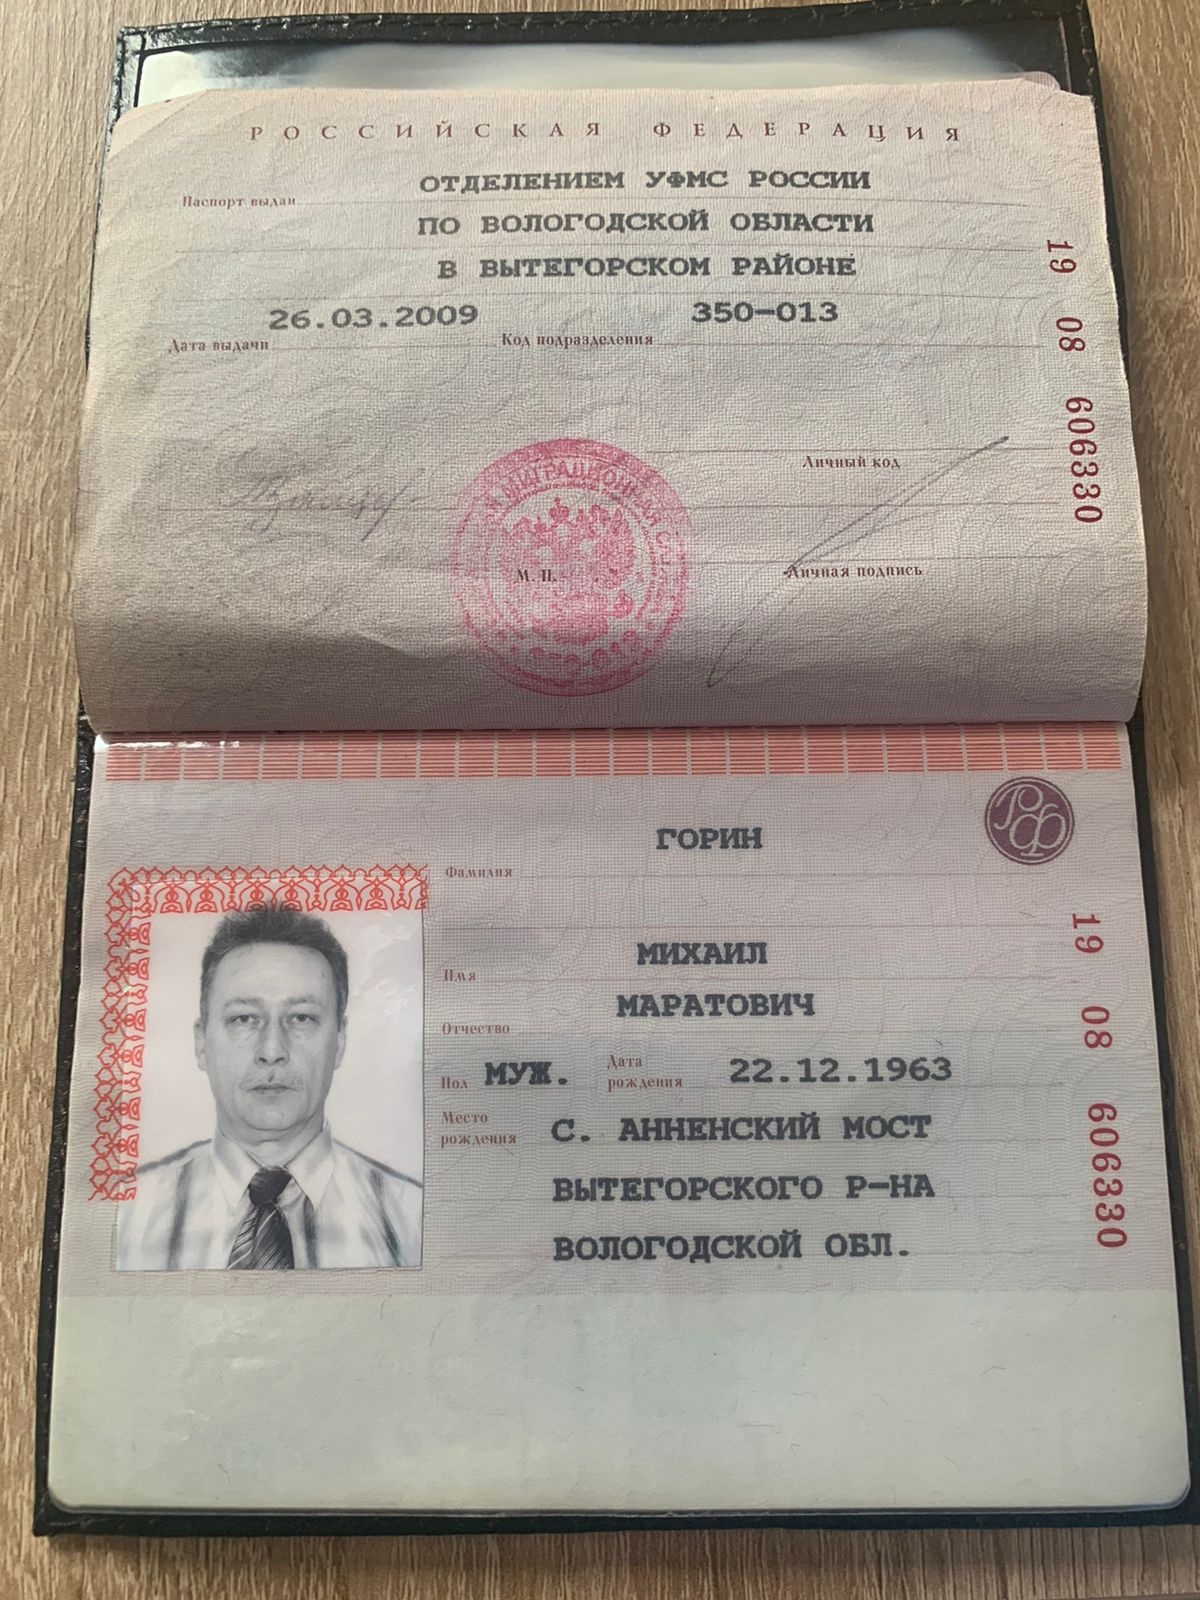 РОССИЙСКАЯ ФЕДЕРАЦИЯ
Паспорт выдан ОТДЕЛЕНИЕМ УФМС РОССИИ
ПО ВОЛОГОДСКОЙ ОБЛАСТИ
В ВЫТЕГОРСКОМ РАЙОНЕ
Дата выдачи 26.03.2009 Код подразделения 350-013
Личный код
М. П.
Личная подпись
19 08 606330
РФ
Фамилия ГОРИН
Имя МИХАИЛ
Отчество МАРАТОВИЧ
Пол МУЖ. Дата рождения 22.12.1963
Место рождения С. АННЕНСКИЙ МОСТ
ВЫТЕГОРСКОГО Р-НА
ВОЛОГОДСКОЙ ОБЛ.
19 08 606330